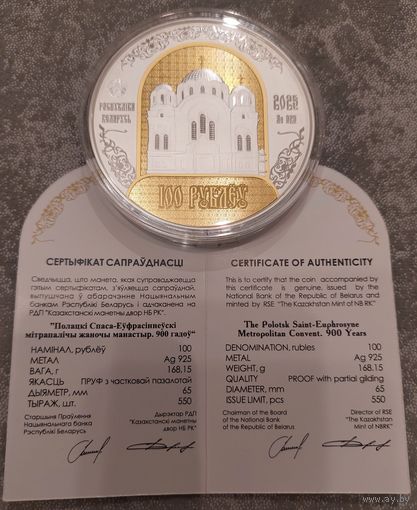 РЭСПУБЛІКА
БЕЛАРУСЬ
2025
Ag 925
100 РУБЛЁЎ
СЕРТЫФІКАТ САПРАЎДНАСЦІ
Сведчыцца, што манета, якая суправаджаецца
гэтым сертыфікатам, з'яўляецца сапраўднай,
выпушчана ў абарачэнне Нацыянальным
банкам Рэспублікі Беларусь і адчаканена на
РДП "Казахстанскі манетны двор НБ РК".
"Полацкі Спаса-Еўфрасіннеўскі
мітрапалічы жаночы манастыр. 900 гадоў"
НАМІНАЛ, рублёў 100
МЕТАЛ Ag 925
ВАГА, г 168,15
ЯКАСЦЬ ПРУФ з частковай пазалотай
ДЫЯМЕТР, мм 65
ТЫРАЖ, шт. 550
Старшыня Праўлення
Нацыянальнага банка
Рэспублікі Беларусь
Дырэктар РДП
"Казахстанскі манетны
двор НБ РК"
CERTIFICATE OF AUTHENTICITY
This is to certify that the coin accompanied by
this certificate is genuine, issued by the
National Bank of the Republic of Belarus and
minted by RSE "The Kazakhstan Mint of NBRK"
The Polotsk Saint-Euphrosyne
Metropolitan Convent. 900 Years
DENOMINATION, rubles 100
METAL Ag 925
WEIGHT, g 168.15
QUALITY PROOF with partial gilding
DIAMETER, mm 65
ISSUE LIMIT, pcs 550
Chairman of the Board
of the National Bank
of the Republic of Belarus
Director of RSE
"The Kazakhstan
Mint of NBRK"
www.ay.by